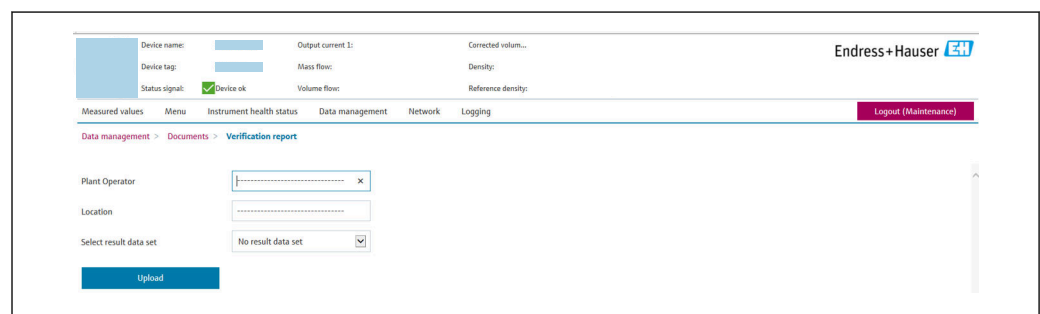 Device name: Output current 1: Corrected volum...
Endress+Hauser EH
Device tag: Mass flow: Density:
Status signal: Device ok Volume flow: Reference density:
Measured values Menu Instrument health status Data management Network Logging Logout (Maintenance)
Data management > Documents > Verification report
Plant Operator -------------------------------- ×
Location --------------------------------
Select result data set No result data set
Upload